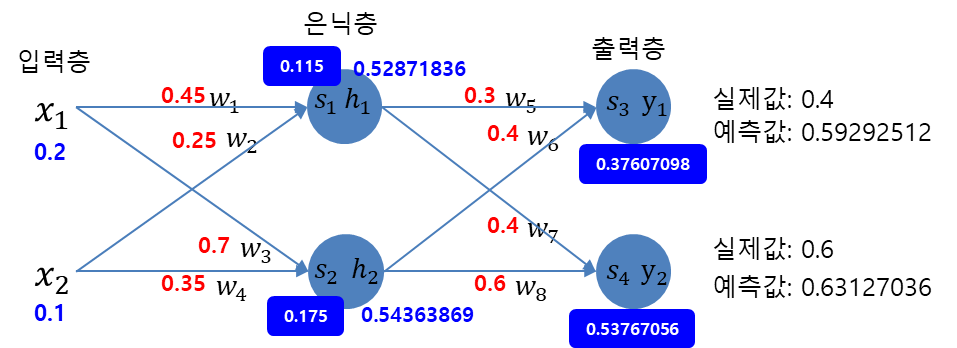 입력층
은닉층
출력층
0.115
0.52871836
x₁
0.2
0.45 w₁
0.25 w₂
s₁ h₁
0.3 w₅
0.4 w₆
s₃ y₁
0.37607098
실제값: 0.4
예측값: 0.59292512
x₂
0.1
0.7 w₃
0.35 w₄
s₂ h₂
0.175
0.54363869
0.4 w₇
0.6 w₈
s₄ y₂
0.53767056
실제값: 0.6
예측값: 0.63127036